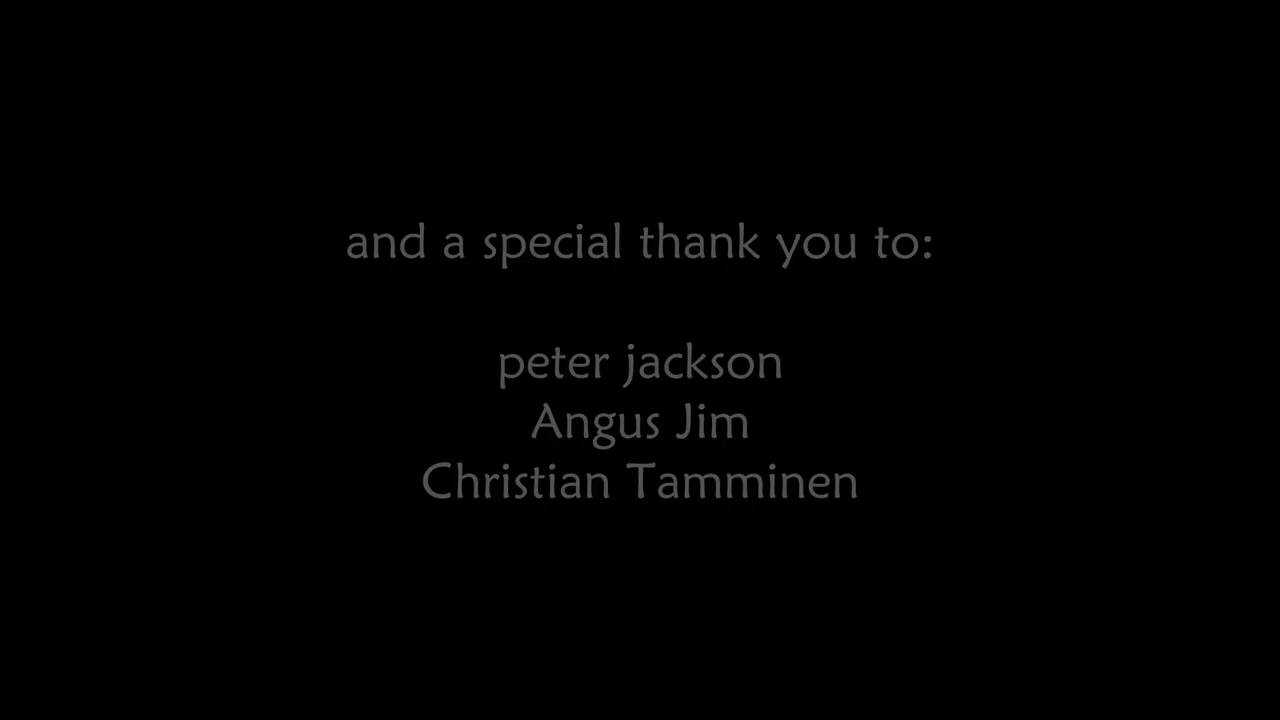 and a special thank you to:
peter jackson
Angus Jim
Christian Tamminen